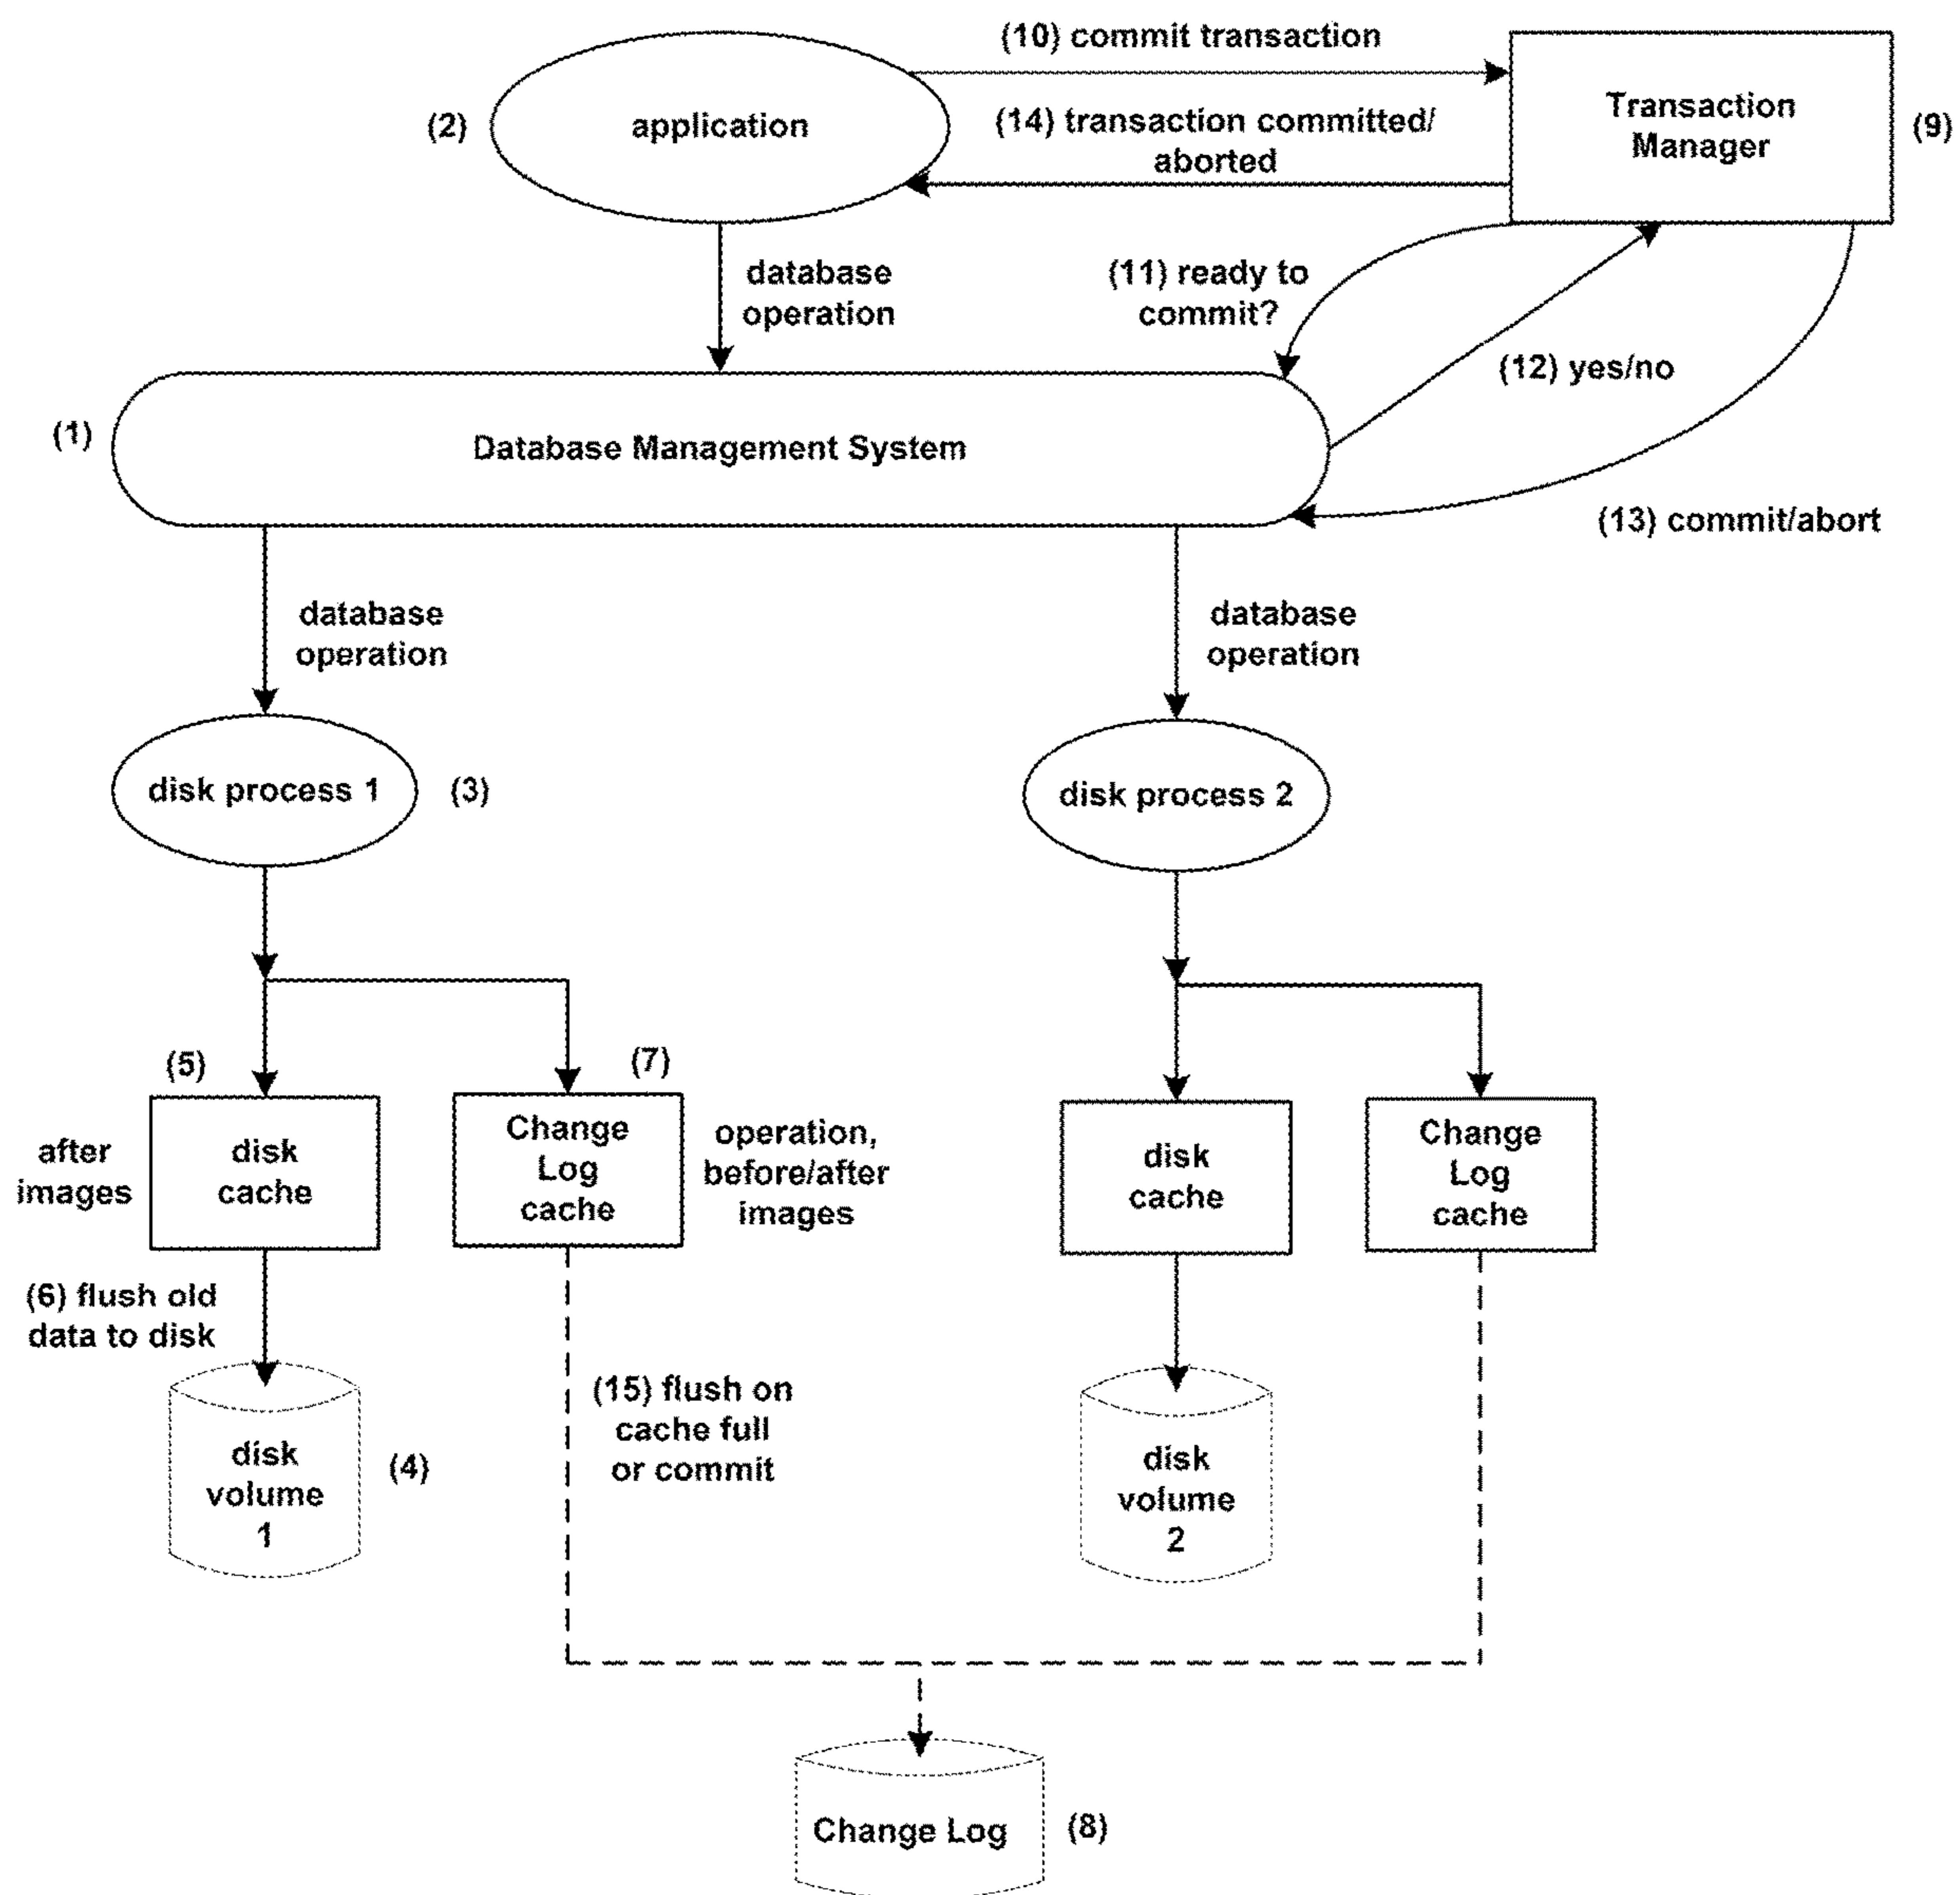 (10) commit transaction
(2)
application
(14) transaction committed/
aborted
Transaction
Manager
(9)
database
operation
(11) ready to
commit?
(12) yes/no
(1)
Database Management System
(13) commit/abort
database
operation
database
operation
disk process 1
(3)
disk process 2
(5)
(7)
after
images
disk
cache
Change
Log
cache
operation,
before/after
images
disk
cache
Change
Log
cache
(6) flush old
data to disk
(15) flush on
cache full
or commit
disk
volume
1
(4)
disk
volume
2
Change Log
(8)